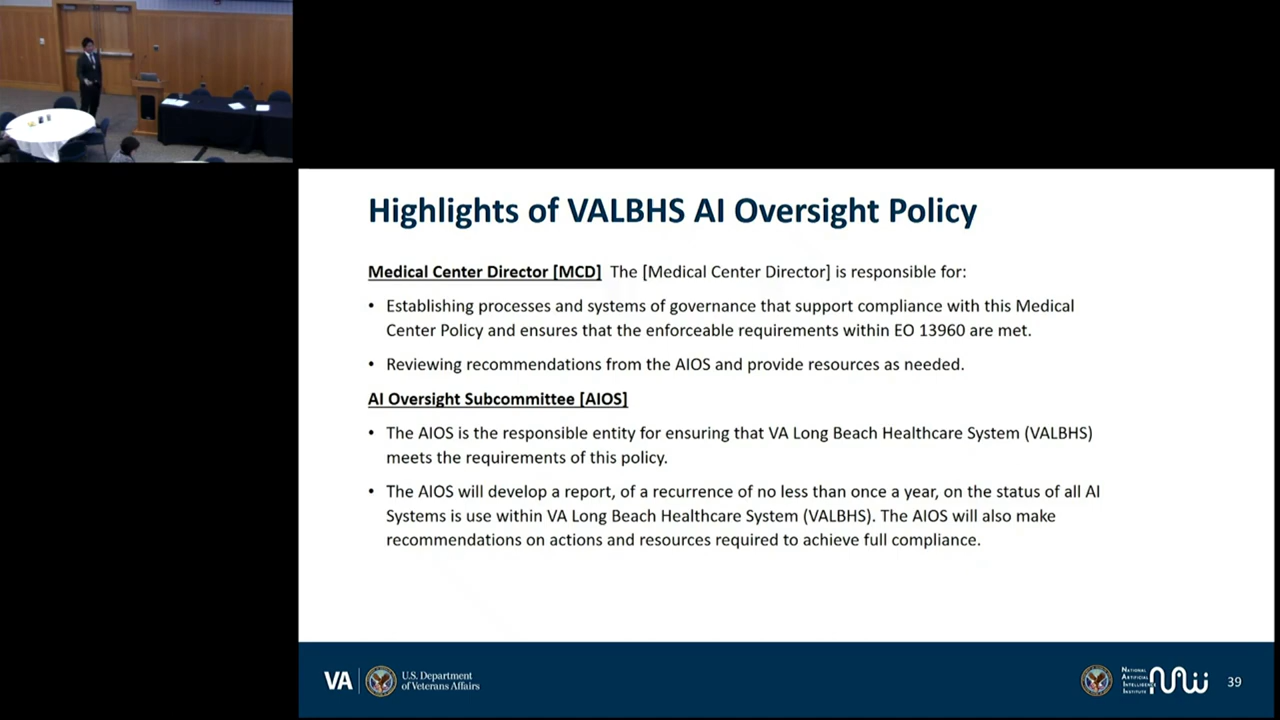 Highlights of VALBHS AI Oversight Policy
Medical Center Director [MCD] The [Medical Center Director] is responsible for:
• Establishing processes and systems of governance that support compliance with this Medical
Center Policy and ensures that the enforceable requirements within EO 13960 are met.
• Reviewing recommendations from the AIOS and provide resources as needed.
AI Oversight Subcommittee [AIOS]
• The AIOS is the responsible entity for ensuring that VA Long Beach Healthcare System (VALBHS)
meets the requirements of this policy.
• The AIOS will develop a report, of a recurrence of no less than once a year, on the status of all AI
Systems is use within VA Long Beach Healthcare System (VALBHS). The AIOS will also make
recommendations on actions and resources required to achieve full compliance.
VA
U.S. Department
of Veterans Affairs
National
Artificial
Intelligence
Institute
39